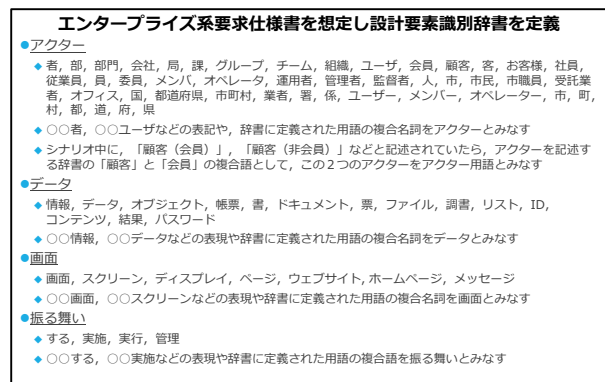 エンタープライズ系要求仕様書を想定し設計要素識別辞書を定義
●アクター
◆者，部，部門，会社，局，課，グループ，チーム，組織，ユーザ，会員，顧客，客，お客様，社員，
従業員，員，委員，メンバ，オペレータ，運用者，管理者，監督者，人，市，市民，市職員，受託業
者，オフィス，国，都道府県，市町村，業者，署，係，ユーザー，メンバー，オペレーター，市，町，
村，都，道，府，県
◆○○者，○○ユーザなどの表記や，辞書に定義された用語の複合名詞をアクターとみなす
◆シナリオ中に，「顧客（会員）」，「顧客（非会員）」などと記述されていたら，アクターを記述す
る辞書の「顧客」と「会員」の複合語として，この２つのアクターをアクター用語とみなす
●データ
◆情報，データ，オブジェクト，帳票，書，ドキュメント，票，ファイル，調書，リスト，ID，
コンテンツ，結果，パスワード
◆○○情報，○○データなどの表現や辞書に定義された用語の複合名詞をデータとみなす
●画面
◆画面，スクリーン，ディスプレイ，ページ，ウェブサイト，ホームページ，メッセージ
◆○○画面，○○スクリーンなどの表現や辞書に定義された用語の複合名詞を画面とみなす
●振る舞い
◆する，実施，実行，管理
◆○○する，○○実施などの表現や辞書に定義された用語の複合語を振る舞いとみなす